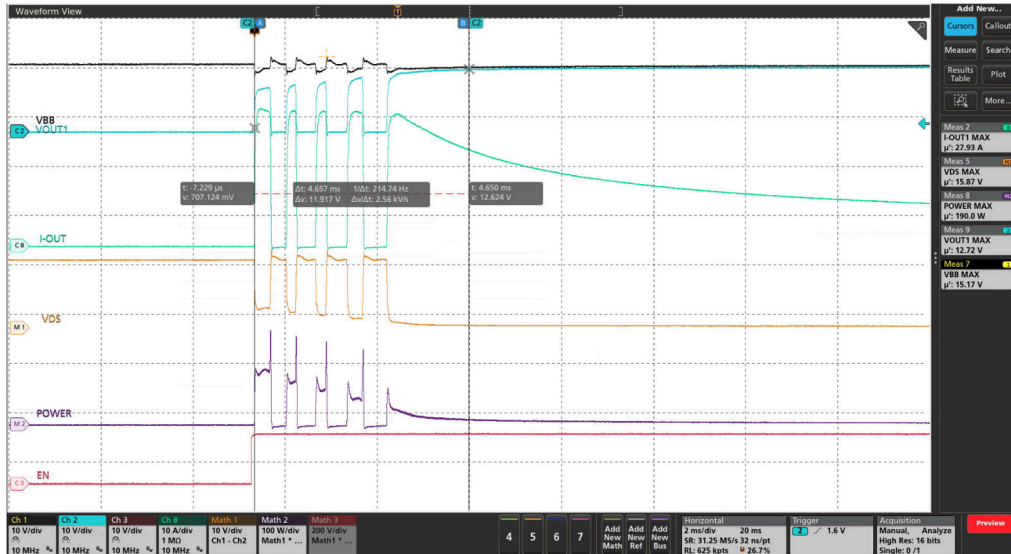 Waveform View
Add New...
Cursors
Callout
Measure
Search
Results
Table
Plot
More...
C2
A
B
C2
T
VBB
C2
VOUT1
t: -7.229 µs
v: 707.124 mV
Δt: 4.657 ms
1/Δt: 214.74 Hz
Δv: 11.917 V
Δv/Δt: 2.56 kV/s
t: 4.650 ms
v: 12.624 V
C8
I-OUT
M1
VDS
M2
POWER
C3
EN
Meas 2
I-OUT1 MAX
µ': 27.93 A
Meas 5
VDS MAX
µ': 15.87 V
Meas 8
POWER MAX
µ': 190.0 W
Meas 9
VOUT1 MAX
µ': 12.72 V
Meas 7
VBB MAX
µ': 15.17 V
Ch 1
10 V/div
10 MHz
Ch 2
10 V/div
1 MΩ
10 MHz
Ch 3
10 V/div
10 MHz
Ch 8
10 A/div
10 MHz
Math 1
10 V/div
Ch1 - Ch2
Math 2
100 W/div
Math1 * ...
Math 3
200 V/div
Math1 * ...
4
5
6
7
Add
New
Math
Add
New
Ref
Add
New
Bus
Horizontal
2 ms/div
20 ms
SR: 31.25 MS/s
32 ns/pt
RL: 625 kpts
26.7%
Trigger
2
1.6 V
Acquisition
Manual, Analyze
High Res: 16 bits
Single: 0 /1
Preview